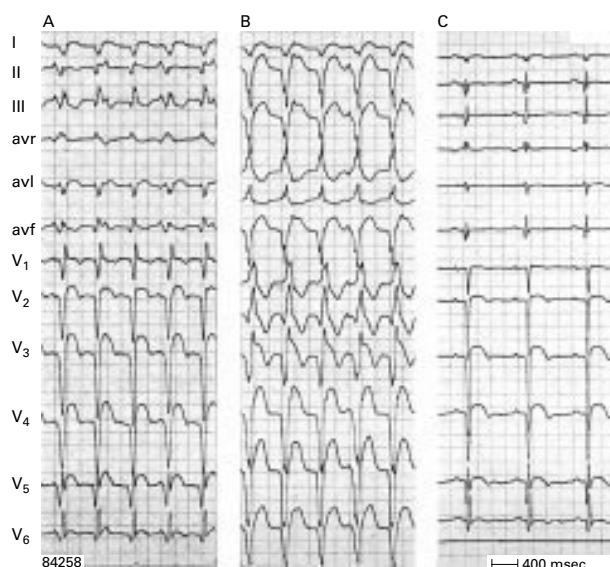 A B C
I
II
III
avr
avl
avf
V1
V2
V3
V4
V5
V6
84258
400 msec